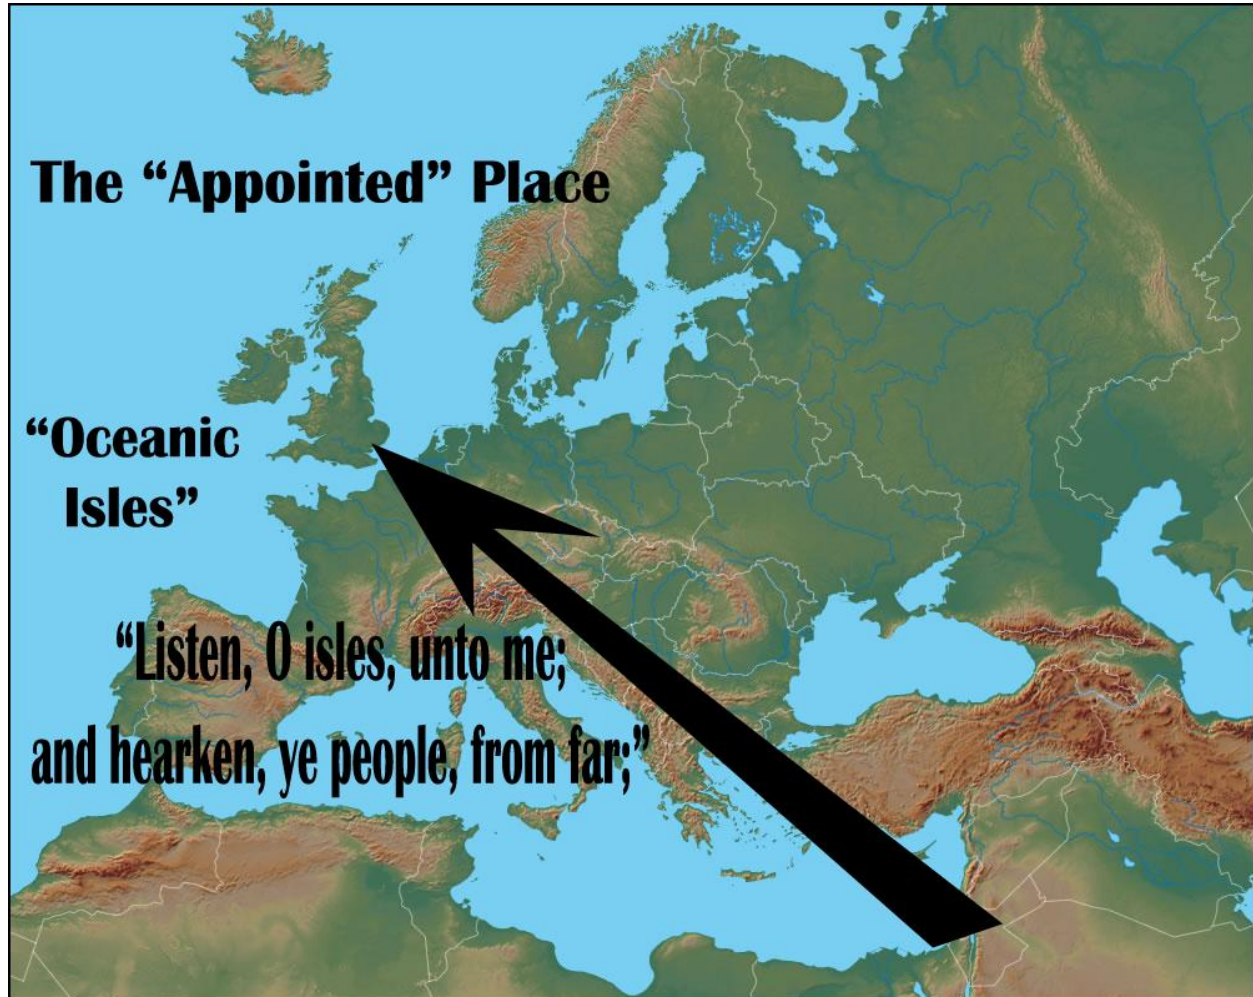 The “Appointed” Place
“Oceanic
Isles”
“Listen, O isles, unto me;
and hearken, ye people, from far;”